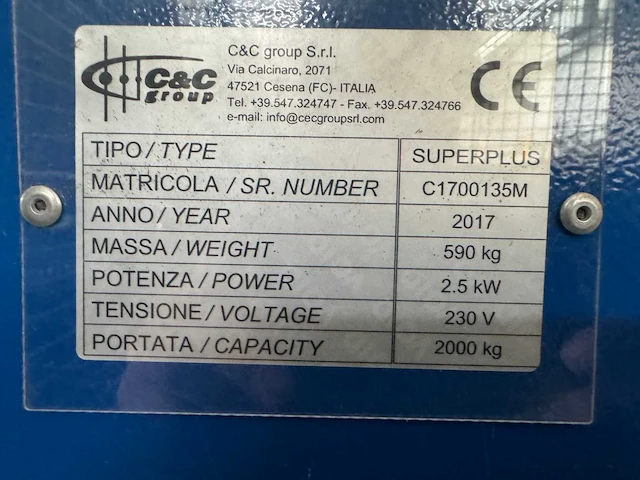 C&C
group
C&C group S.r.l.
Via Calcinaro, 2071
47521 Cesena (FC)- ITALIA
Tel. +39.547.324747 - Fax. +39.547.324766
e-mail: info@cecgroupsrl.com
CE
TIPO / TYPE SUPERPLUS
MATRICOLA / SR. NUMBER C1700135M
ANNO / YEAR 2017
MASSA / WEIGHT 590 kg
POTENZA / POWER 2.5 kW
TENSIONE / VOLTAGE 230 V
PORTATA / CAPACITY 2000 kg